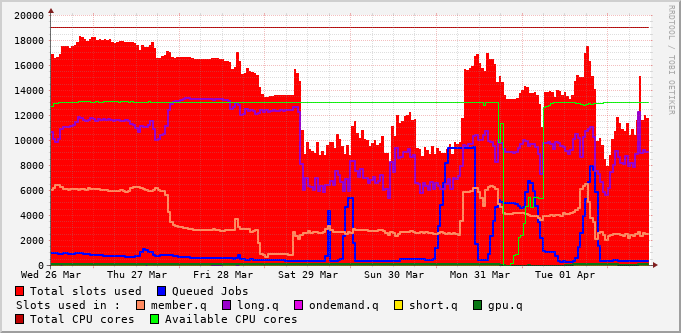 20000
18000
16000
14000
12000
10000
8000
6000
4000
2000
0
Wed 26 Mar Thu 27 Mar Fri 28 Mar Sat 29 Mar Sun 30 Mar Mon 31 Mar Tue 01 Apr
Total slots used Queued Jobs
Slots used in : member.q long.q ondemand.q short.q gpu.q
Total CPU cores Available CPU cores
RRDTOOL / TOBI OETIKER